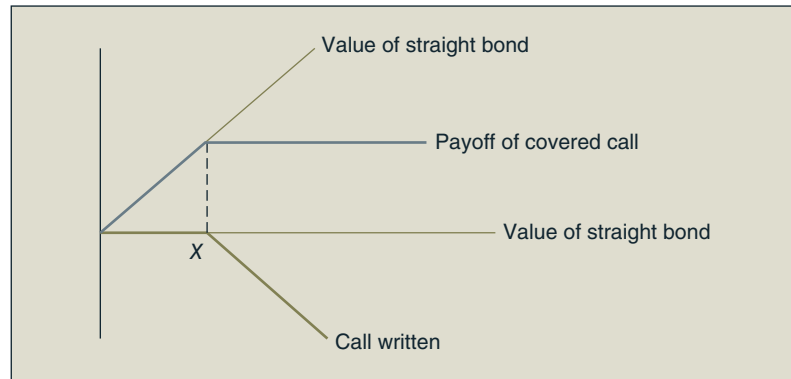 Value of straight bond
Payoff of covered call
Value of straight bond
X
Call written